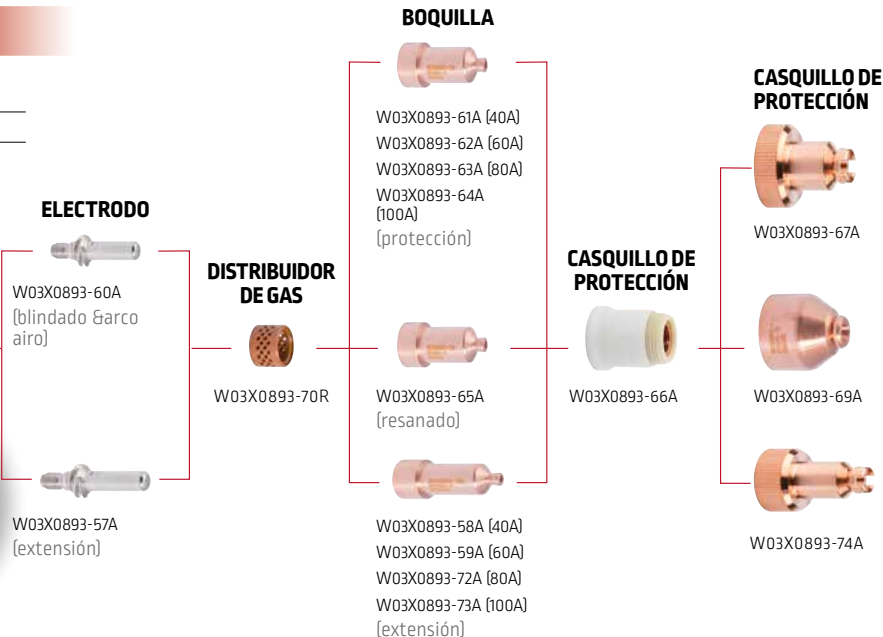 ELECTRODO
W03X0893-60A
(blindado &arco
airo)
W03X0893-57A
(extensión)
DISTRIBUIDOR
DE GAS
W03X0893-70R
BOQUILLA
W03X0893-61A (40A)
W03X0893-62A (60A)
W03X0893-63A (80A)
W03X0893-64A
(100A)
(protección)
W03X0893-65A
(resanado)
W03X0893-58A (40A)
W03X0893-59A (60A)
W03X0893-72A (80A)
W03X0893-73A (100A)
(extensión)
CASQUILLO DE
PROTECCIÓN
W03X0893-66A
CASQUILLO DE
PROTECCIÓN
W03X0893-67A
W03X0893-69A
W03X0893-74A